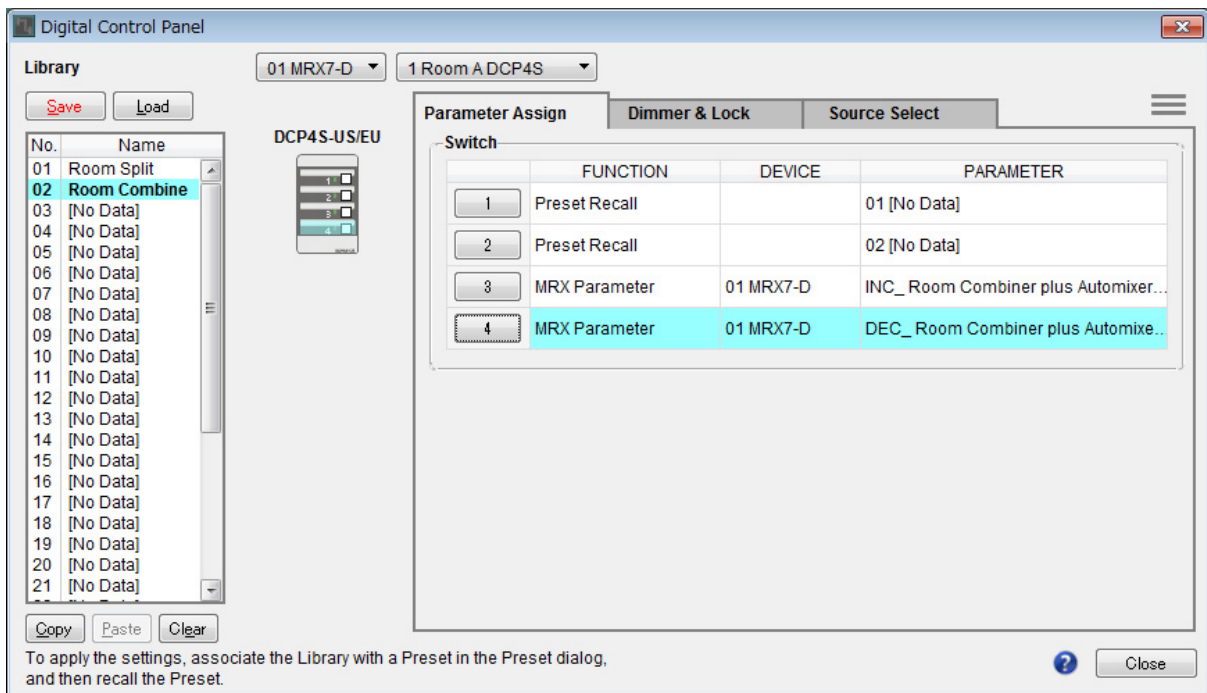 Digital Control Panel
Library
01 MRX7-D
1 Room A DCP4S
Save
Load
No. Name
01 Room Split
02 Room Combine
03 [No Data]
04 [No Data]
05 [No Data]
06 [No Data]
07 [No Data]
08 [No Data]
09 [No Data]
10 [No Data]
11 [No Data]
12 [No Data]
13 [No Data]
14 [No Data]
15 [No Data]
16 [No Data]
17 [No Data]
18 [No Data]
19 [No Data]
20 [No Data]
21 [No Data]
Copy
Paste
Clear
DCP4S-US/EU
1
2
3
4
Parameter Assign
Dimmer & Lock
Source Select
Switch
FUNCTION DEVICE PARAMETER
1 Preset Recall 01 [No Data]
2 Preset Recall 02 [No Data]
3 MRX Parameter 01 MRX7-D INC_ Room Combiner plus Automixer...
4 MRX Parameter 01 MRX7-D DEC_ Room Combiner plus Automixe...
To apply the settings, associate the Library with a Preset in the Preset dialog,
and then recall the Preset.
?
Close